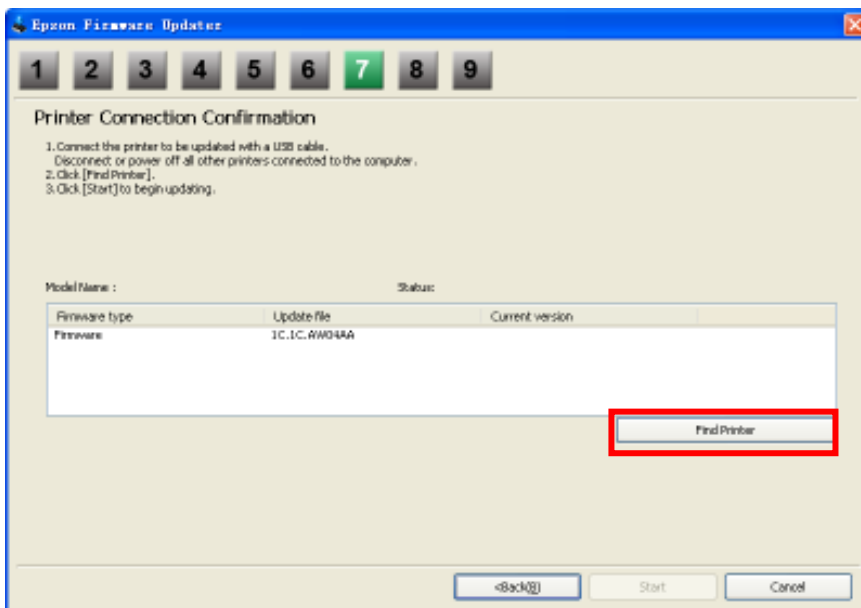 Epson Firmware Updater
1 2 3 4 5 6 7 8 9
Printer Connection Confirmation
1. Connect the printer to be updated with a USB cable.
Disconnect or power off all other printers connected to the computer.
2. Click [Find Printer].
3. Click [Start] to begin updating.
Model Name : Status:
Firmware type Update file Current version
Firmware 1C.1C.AW04AA
Find Printer
<Back(B) Start Cancel